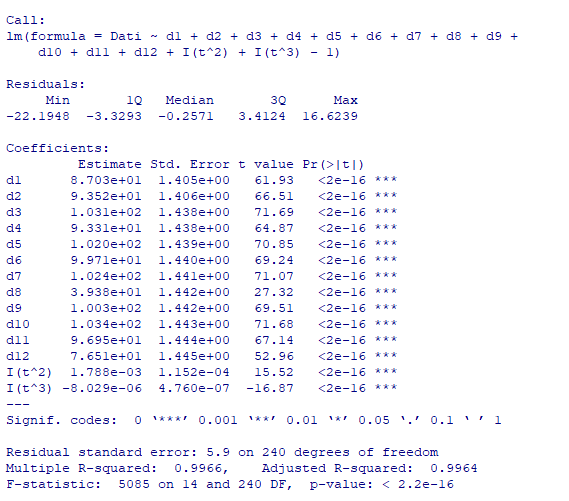 Call:
lm(formula = Dati ~ d1 + d2 + d3 + d4 + d5 + d6 + d7 + d8 + d9 +
    d10 + d11 + d12 + I(t^2) + I(t^3) - 1)

Residuals:
     Min       1Q   Median       3Q      Max
-22.1948  -3.3293  -0.2571   3.4124  16.6239

Coefficients:
         Estimate Std. Error t value Pr(>|t|)
d1      8.703e+01  1.405e+00   61.93   <2e-16 ***
d2      9.352e+01  1.406e+00   66.51   <2e-16 ***
d3      1.031e+02  1.438e+00   71.69   <2e-16 ***
d4      9.331e+01  1.438e+00   64.87   <2e-16 ***
d5      1.020e+02  1.439e+00   70.85   <2e-16 ***
d6      9.971e+01  1.440e+00   69.24   <2e-16 ***
d7      1.024e+02  1.441e+00   71.07   <2e-16 ***
d8      3.938e+01  1.442e+00   27.32   <2e-16 ***
d9      1.003e+02  1.442e+00   69.51   <2e-16 ***
d10     1.034e+02  1.443e+00   71.68   <2e-16 ***
d11     9.695e+01  1.444e+00   67.14   <2e-16 ***
d12     7.651e+01  1.445e+00   52.96   <2e-16 ***
I(t^2)  1.788e-03  1.152e-04   15.52   <2e-16 ***
I(t^3) -8.029e-06  4.760e-07  -16.87   <2e-16 ***
---
Signif. codes:  0 ‘***’ 0.001 ‘**’ 0.01 ‘*’ 0.05 ‘.’ 0.1 ‘ ’ 1

Residual standard error: 5.9 on 240 degrees of freedom
Multiple R-squared:  0.9966,    Adjusted R-squared:  0.9964
F-statistic:  5085 on 14 and 240 DF,  p-value: < 2.2e-16